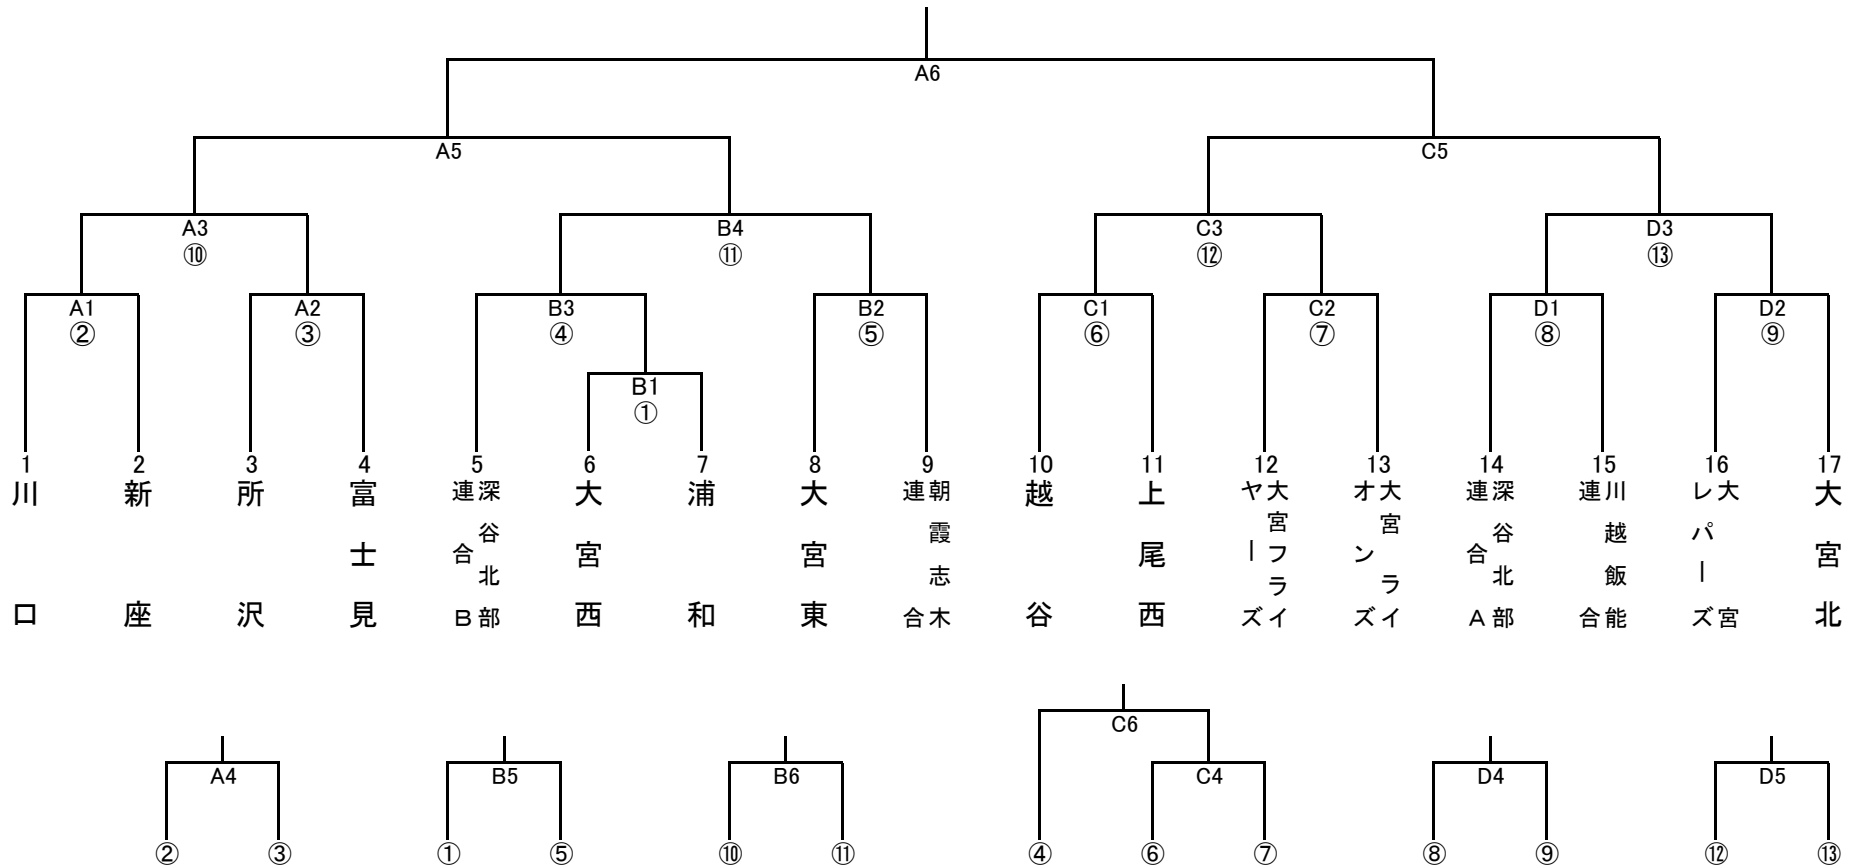 A6
A5
C5
A3
⑩
B4
⑪
C3
⑫
D3
⑬
A1
②
A2
③
B3
④
B2
⑤
C1
⑥
C2
⑦
D1
⑧
D2
⑨
B1
①
1
川口
2
新座
3
所沢
4
富士見
5
深谷北部
連合B
6
大宮西
7
浦和
8
大宮東
9
朝霞志木
連合
10
越谷
11
上尾西
12
大宮フライ
ヤーズ
13
大宮ライ
オンズ
14
深谷北部
連合A
15
川越飯能
連合
16
大宮
レパーズ
17
大宮北
C6
A4
B5
B6
C4
D4
D5
②
③
①
⑤
⑩
⑪
④
⑥
⑦
⑧
⑨
⑫
⑬